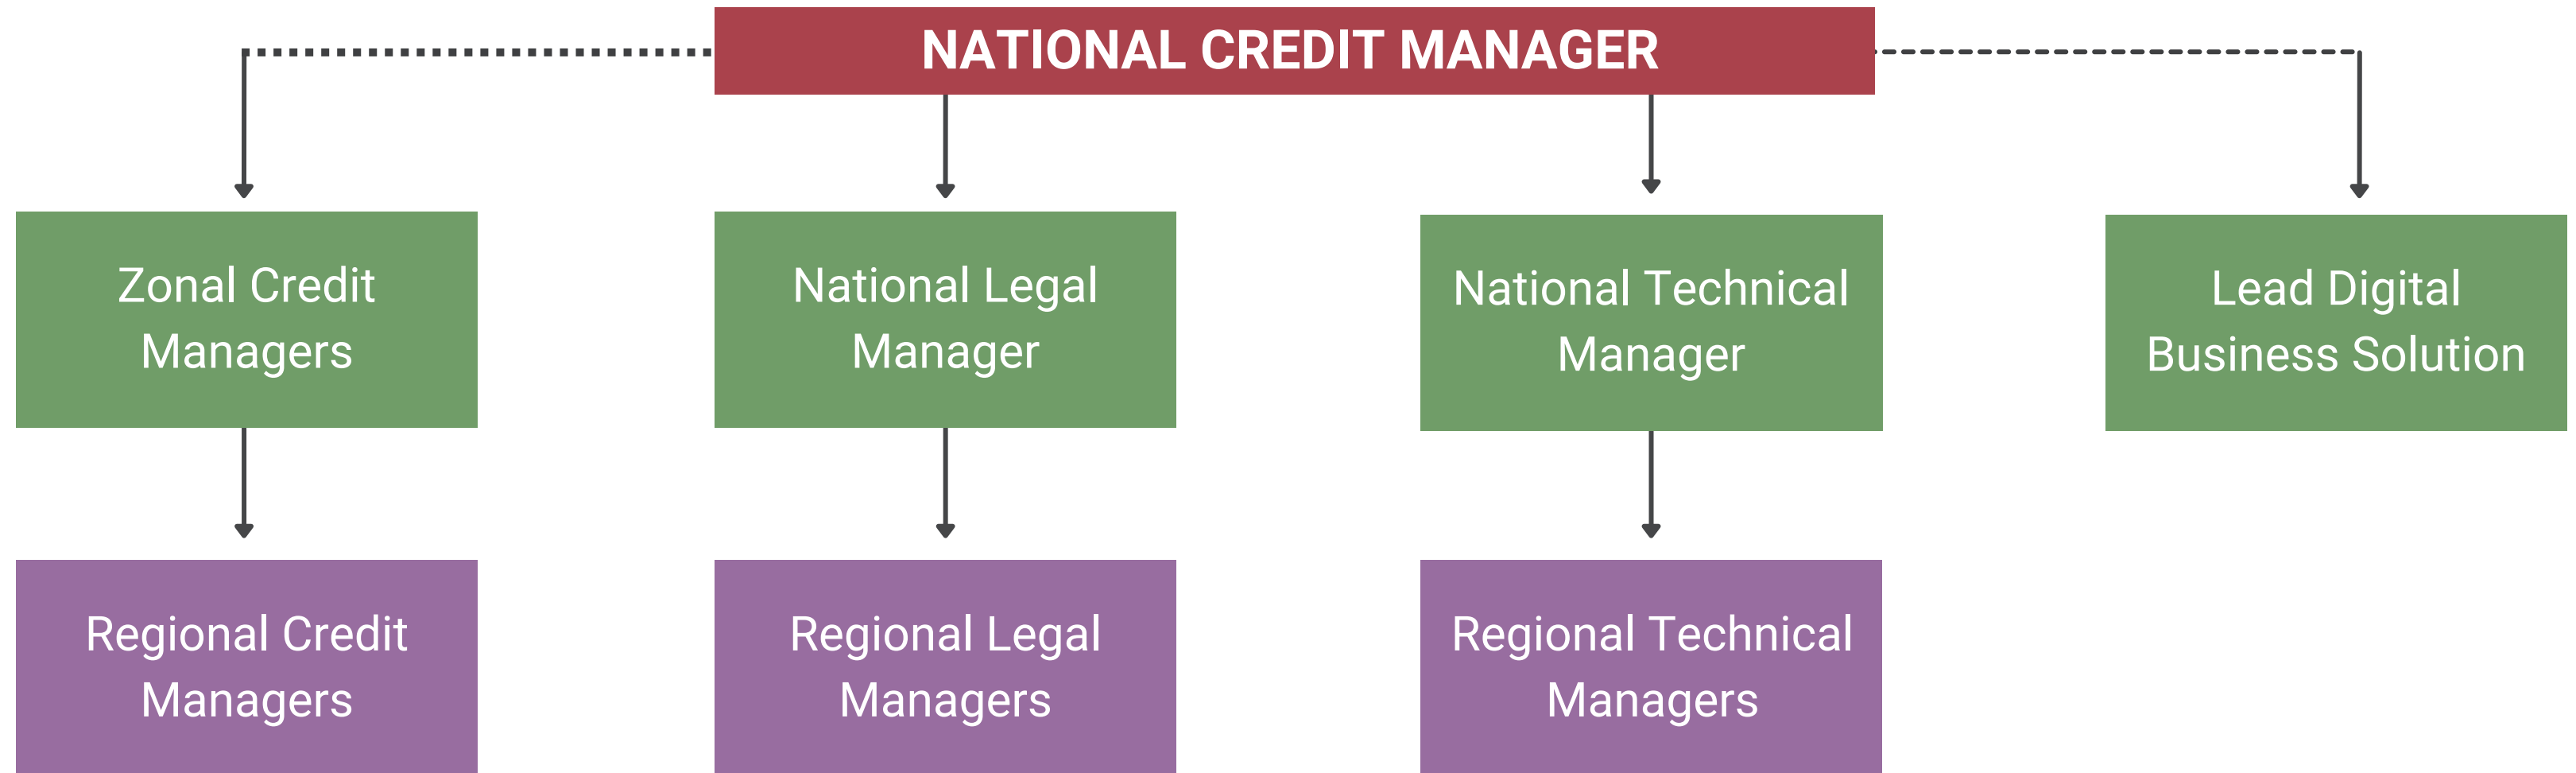 NATIONAL CREDIT MANAGER
Zonal Credit
Managers
National Legal
Manager
National Technical
Manager
Lead Digital
Business Solution
Regional Credit
Managers
Regional Legal
Managers
Regional Technical
Managers